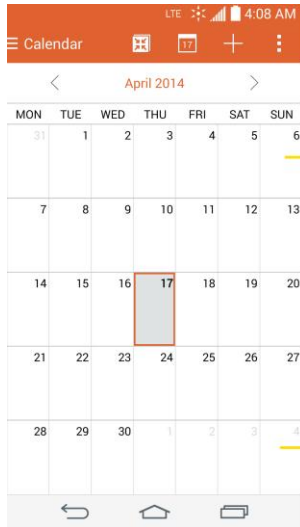 LTE 4:08 AM
Calendar 17
April 2014
MON TUE WED THU FRI SAT SUN
31 1 2 3 4 5 6
7 8 9 10 11 12 13
14 15 16 17 18 19 20
21 22 23 24 25 26 27
28 29 30 1 2 3 4